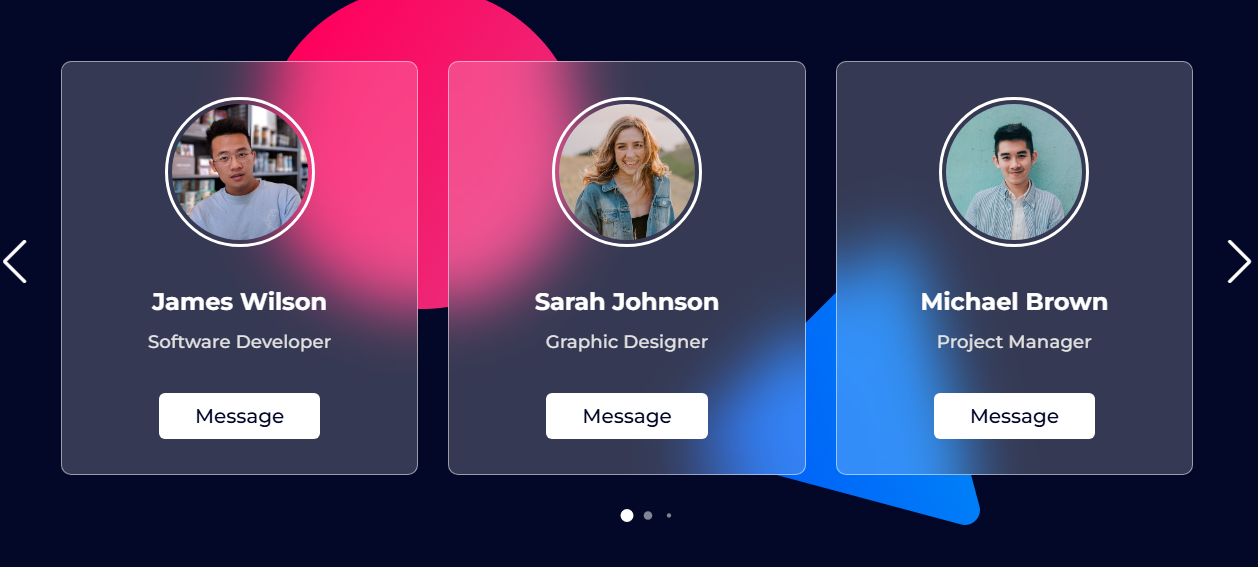 James Wilson
Software Developer
Message
Sarah Johnson
Graphic Designer
Message
Michael Brown
Project Manager
Message